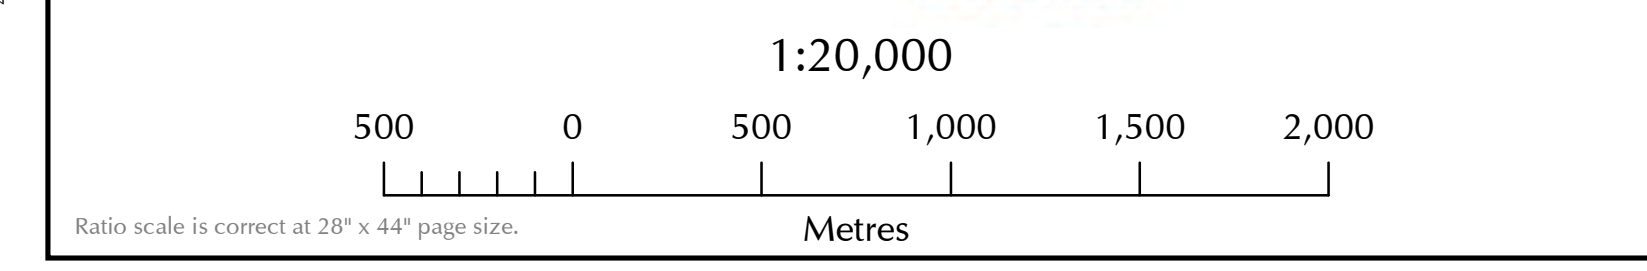 1:20,000
500 0 500 1,000 1,500 2,000
Ratio scale is correct at 28" x 44" page size.
Metres